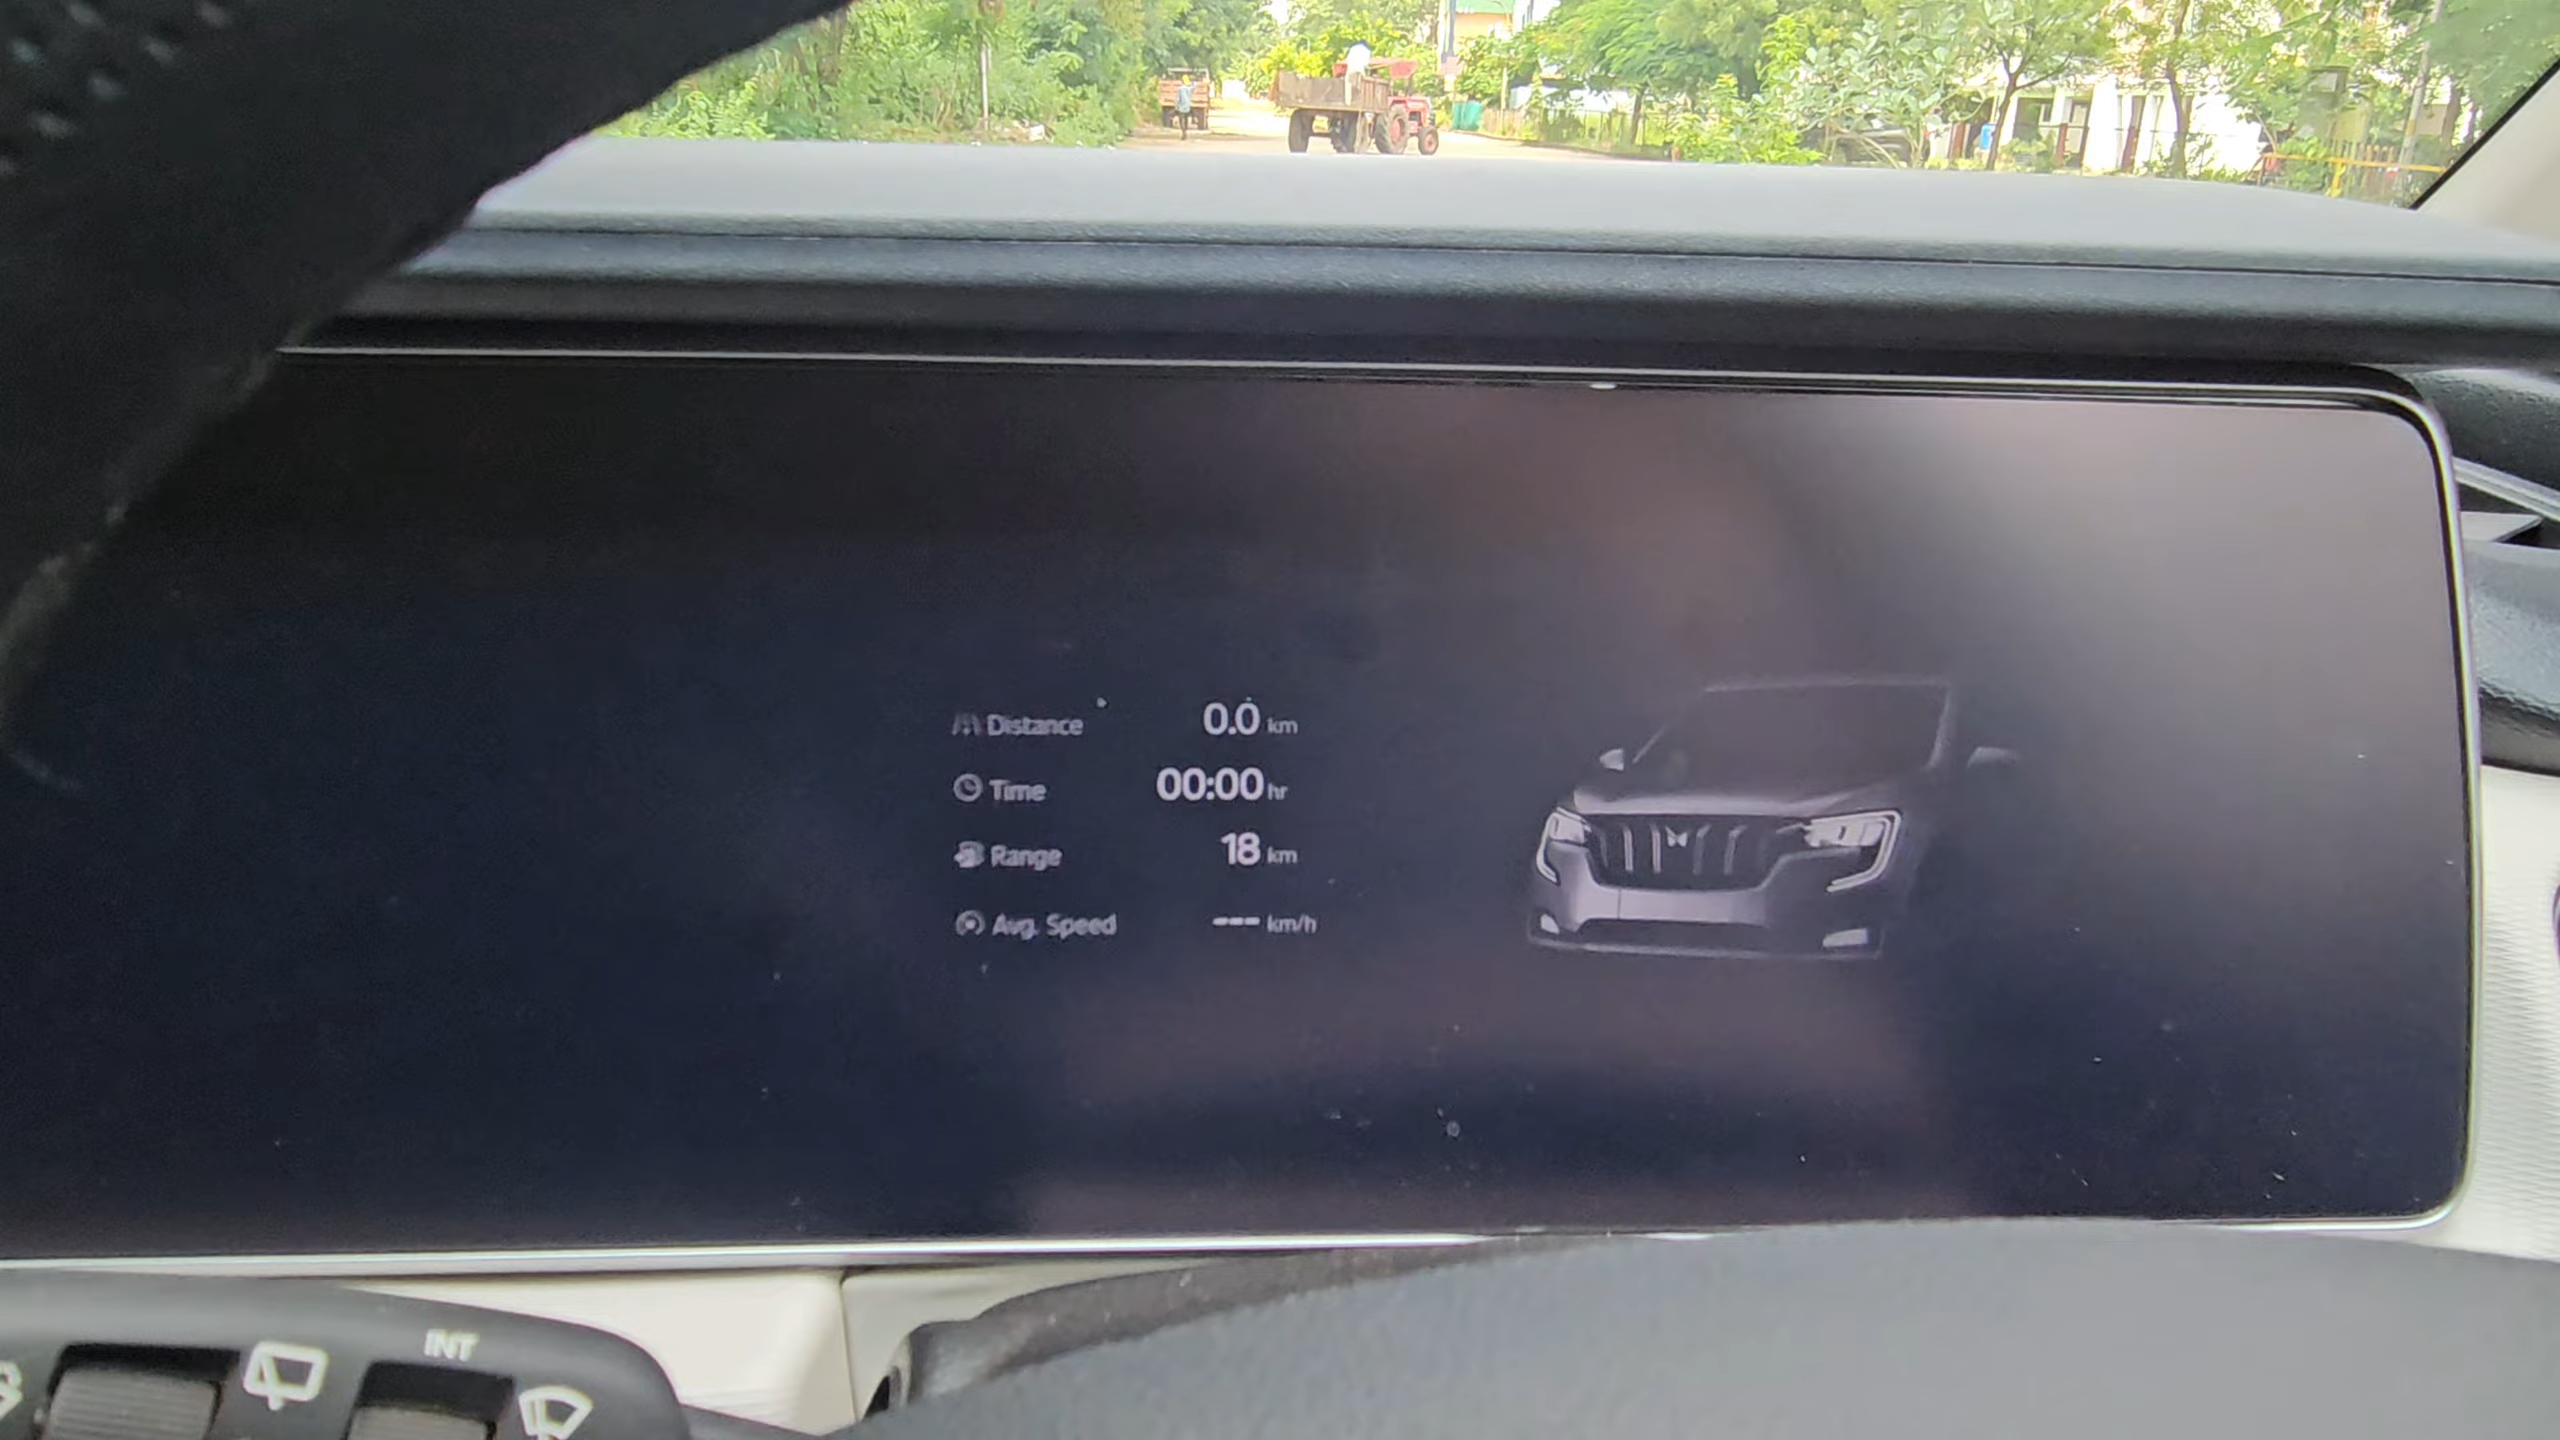 Distance 0.0 km
Time 00:00 hr
Range 18 km
Avg. Speed --- km/h
INT